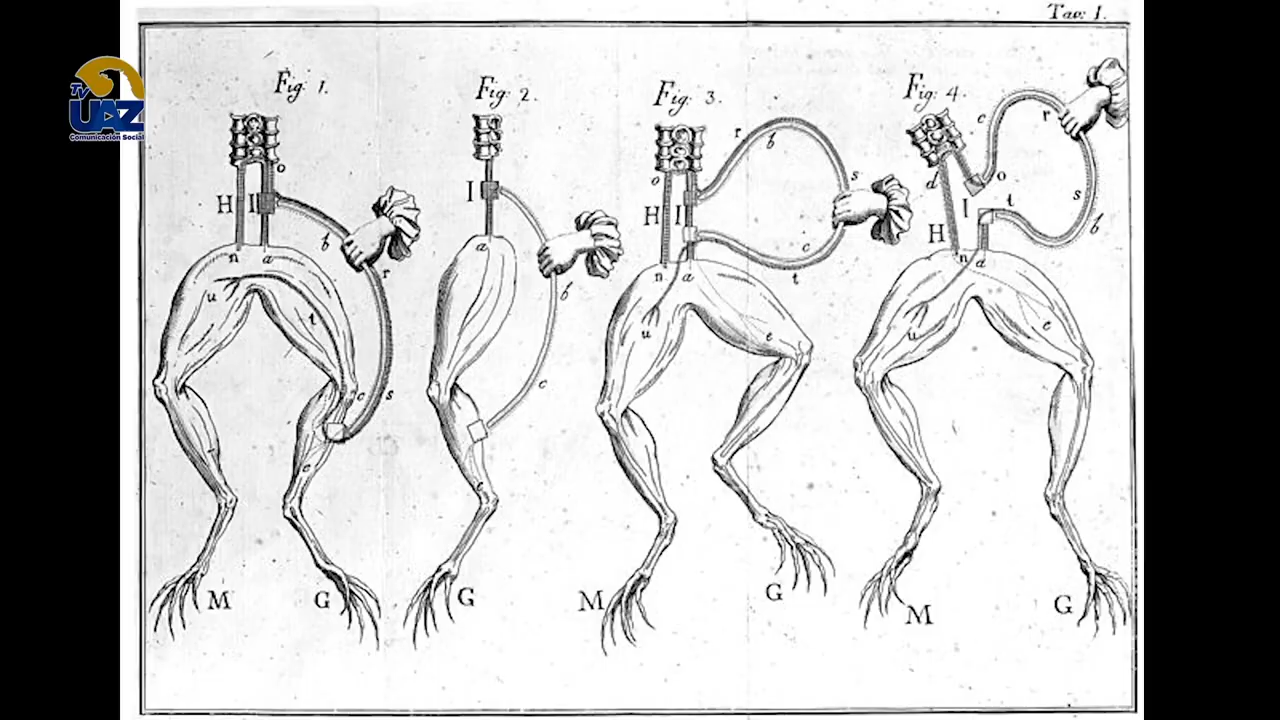 Tav: I.
TV
UAZ
Comunicación Social
Fig. 1.
Fig. 2.
Fig. 3.
Fig. 4.
o
H I
b
r
n a
u
t
c s
e
M G
I
a
b
c
e
G
r b
o s
H I
c
n a t
u
e
M
G
c r
d o
I t s
H b
n a
u e
M G